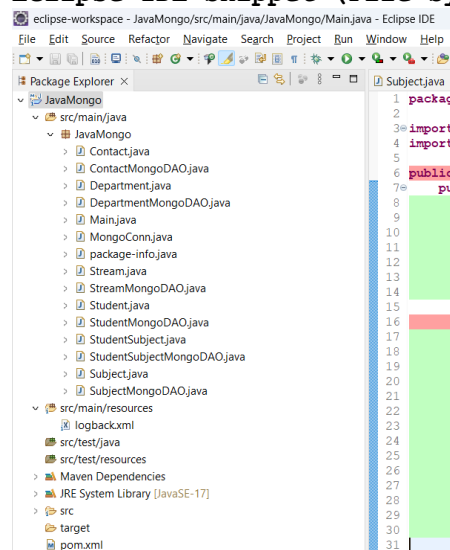 eclipse-workspace - JavaMongo/src/main/java/JavaMongo/Main.java - Eclipse IDE
File Edit Source Refactor Navigate Search Project Run Window Help
Package Explorer
JavaMongo
src/main/java
JavaMongo
Contact.java
ContactMongoDAO.java
Department.java
DepartmentMongoDAO.java
Main.java
MongoConn.java
package-info.java
Stream.java
StreamMongoDAO.java
Student.java
StudentMongoDAO.java
StudentSubject.java
StudentSubjectMongoDAO.java
Subject.java
SubjectMongoDAO.java
src/main/resources
logback.xml
src/test/java
src/test/resources
Maven Dependencies
JRE System Library [JavaSE-17]
src
target
pom.xml
Subject.java
1 packag
2
3 import
4 import
5
6 public
7 pu
8
9
10
11
12
13
14
15
16
17
18
19
20
21
22
23
24
25
26
27
28
29
30
31